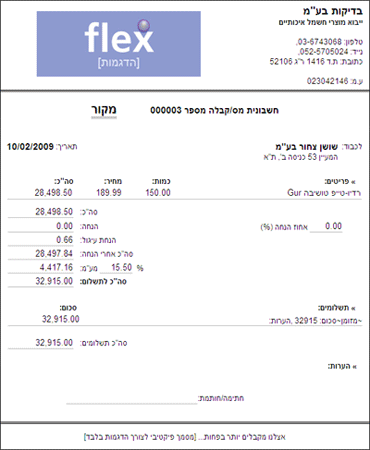 בדיקות בע"מ
ייבוא מוצרי חשמל איכותיים
טלפון: 03-6743068,
נייד: 052-5705024,
כתובת: ת.ד 1416 ר"ג 52106
ע.מ: 023042146
flex
[הדגמות]
חשבונית מס/קבלה מספר 000003 מקור
לכבוד: שושן צחור בע"מ תאריך: 10/02/2009
המעיין 53 כניסה ב', ת"א
» פריטים: כמות: מחיר: סה"כ:
רדיו-טייפ טושיבה Gur 150.00 189.99 28,498.50
סה"כ: 28,498.50
0.00 אחוז הנחה (%) הנחה: 0.00
הנחת עיגול: 0.66
סה"כ אחרי הנחה: 28,497.84
% 15.50 מע"מ: 4,417.16
סה"כ לתשלום: 32,915.00
» תשלומים: סכום:
~מזומן~סכום: 32915 ,הערות: 32,915.00
סה"כ תשלומים: 32,915.00
» הערות:
חתימה/חותמת:
אצלנו מקבלים יותר בפחות... [מסמך פיקטיבי לצורך הדגמות בלבד]